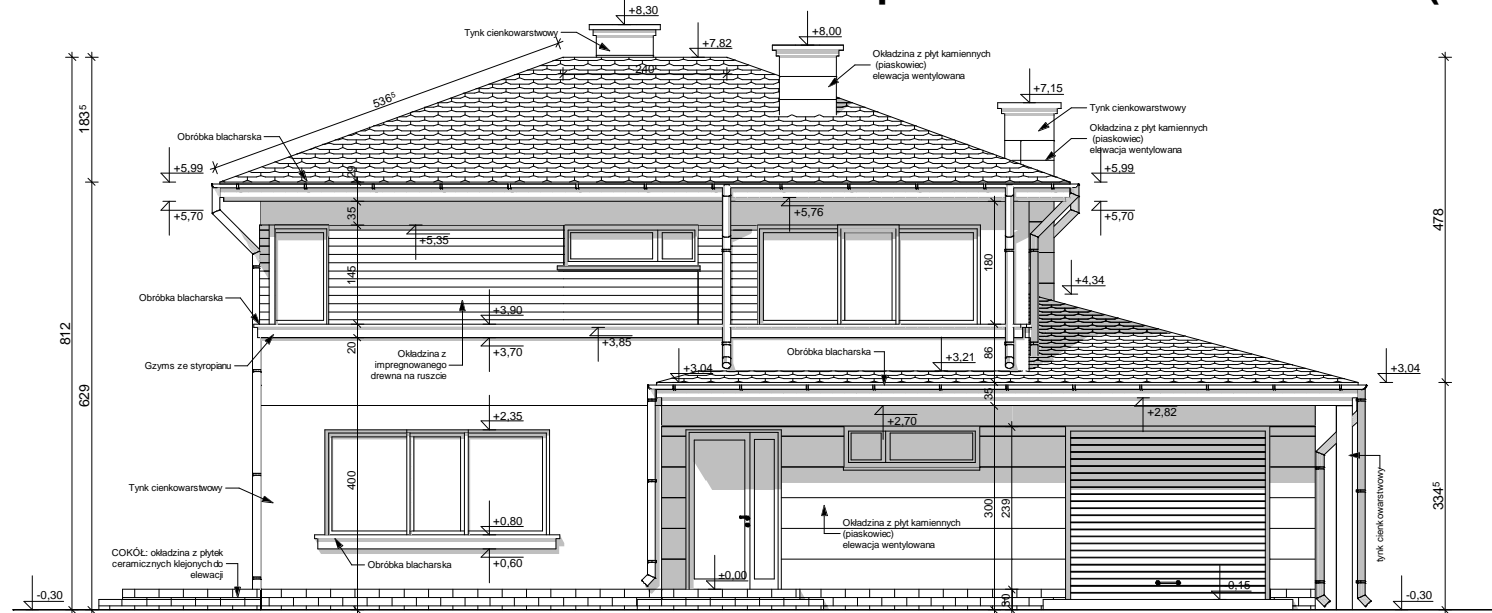 +8,30
Tynk cienkowarstwowy
+7,82
+8,00
Okładzina z płyt kamiennych
(piaskowiec)
elewacja wentylowana
240
536⁵
+7,15
Tynk cienkowarstwowy
Okładzina z płyt kamiennych
(piaskowiec)
elewacja wentylowana
183⁵
Obróbka blacharska
+5,99
29
+5,99
+5,70
35
+5,76
+5,70
478
+5,35
145
180
+4,34
Obróbka blacharska
+3,90
812
20
+3,70
+3,85
86
Gzyms ze styropianu
Okładzina z
impregnowanego
drewna na ruszcie
Obróbka blacharska
+3,21
+3,04
+3,04
629
35
+2,35
+2,70
+2,82
400
Tynk cienkowarstwowy
+0,80
300
239
334⁵
Okładzina z płyt kamiennych
(piaskowiec)
elewacja wentylowana
tynk cienkowarstwowy
COKÓŁ: okładzina z płytek
ceramicznych klejonych do
elewacji
Obróbka blacharska
+0,60
±0,00
-0,15
30
-0,30
-0,30